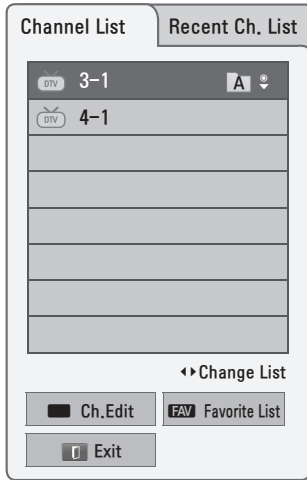 Channel List Recent Ch. List
DTV 3-1 A
DTV 4-1
Change List
Ch.Edit FAV Favorite List
Exit